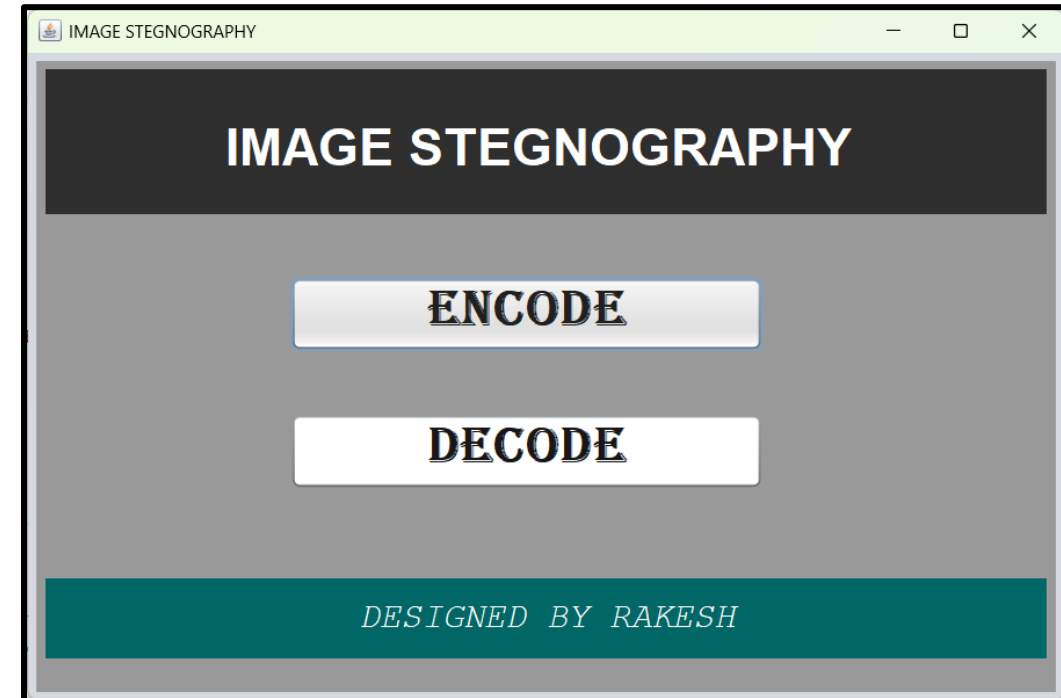 IMAGE STEGNOGRAPHY
IMAGE STEGNOGRAPHY
ENCODE
DECODE
DESIGNED BY RAKESH